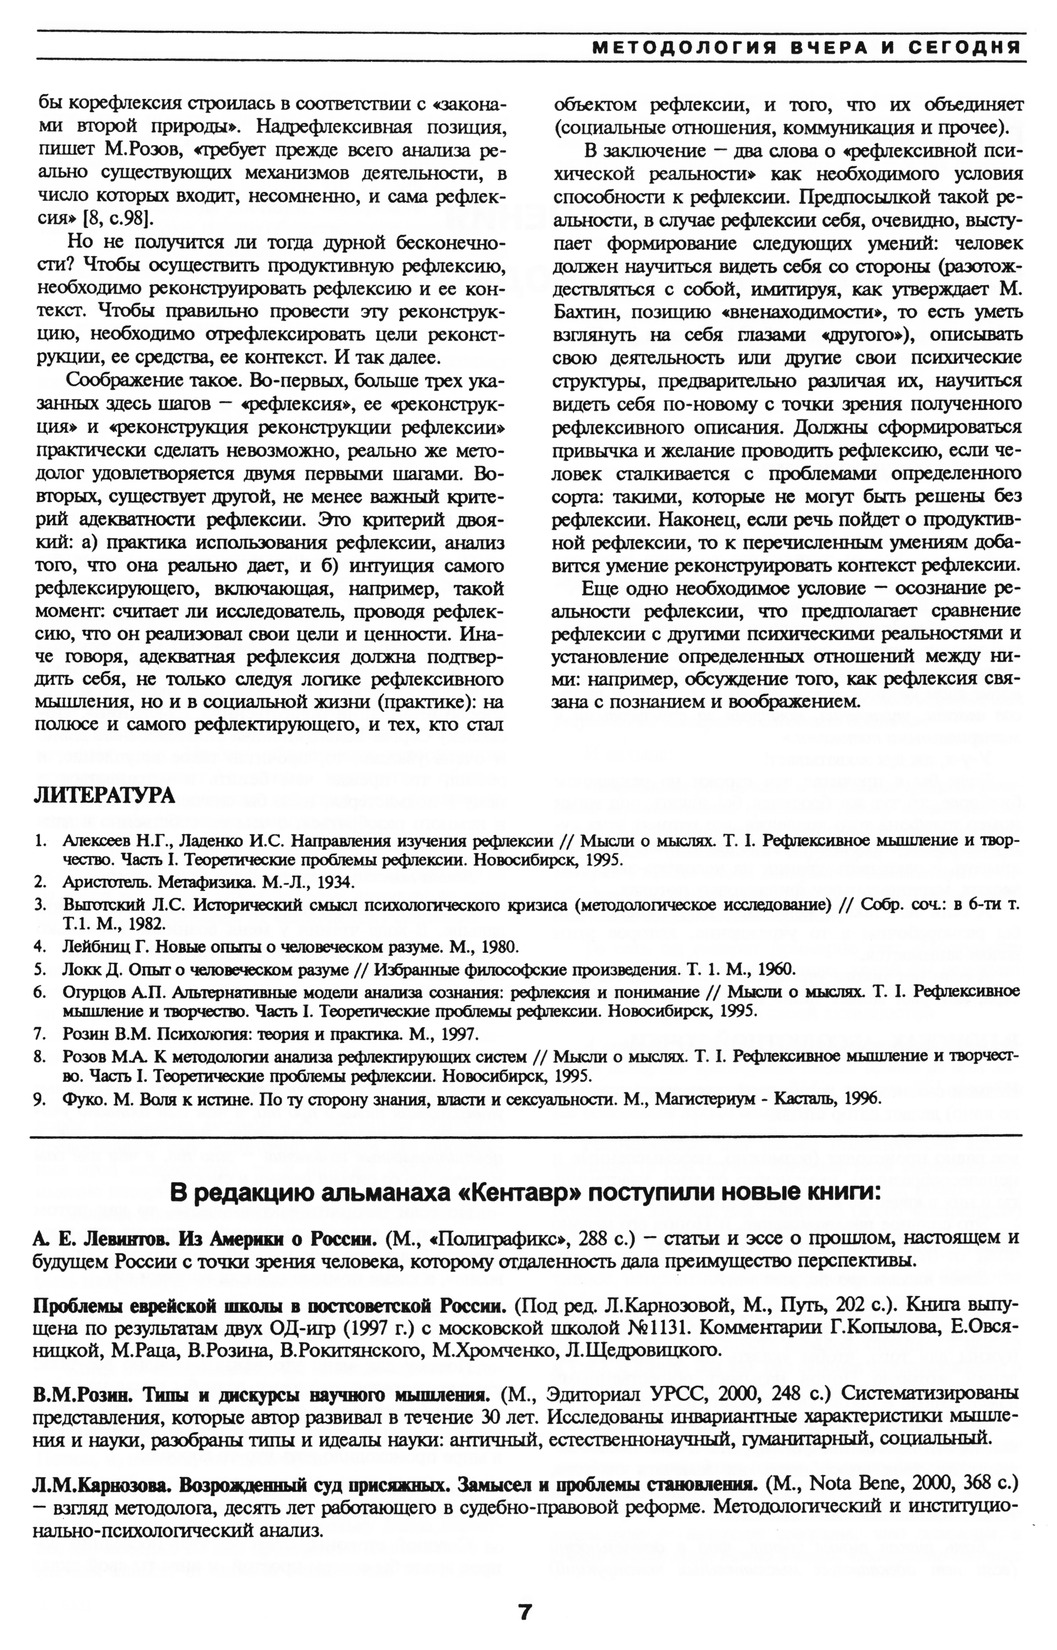 МЕТОДОЛОГИЯ ВЧЕРА И СЕГОДНЯ
бы корефлексия строилась в соответствии с «закона-
ми второй природы». Надрефлексивная позиция,
пишет М.Розов, «требует прежде всего анализа ре-
ально существующих механизмов деятельности, в
число которых входит, несомненно, и сама рефлек-
сия» [8, с.98].
Но не получится ли тогда дурной бесконечно-
сти? Чтобы осуществить продуктивную рефлексию,
необходимо реконструировать рефлексию и ее кон-
текст. Чтобы правильно провести эту реконструк-
цию, необходимо отрефлексировать цели реконст-
рукции, ее средства, ее контекст. И так далее.
Соображение такое. Во-первых, больше трех ука-
занных здесь шагов — «рефлексия», ее «реконструк-
ция» и «реконструкция реконструкции рефлексии»
практически сделать невозможно, реально же мето-
долог удовлетворяется двумя первыми шагами. Во-
вторых, существует другой, не менее важный крите-
рий адекватности рефлексии. Это критерий двоя-
кий: а) практика использования рефлексии, анализ
того, что она реально дает, и б) интуиция самого
рефлексирующего, включающая, например, такой
момент: считает ли исследователь, проводя рефлек-
сию, что он реализовал свои цели и ценности. Ина-
че говоря, адекватная рефлексия должна подтвер-
дить себя, не только следуя логике рефлексивного
мышления, но и в социальной жизни (практике): на
полюсе и самого рефлектирующего, и тех, кто стал
объектом рефлексии, и того, что их объединяет
(социальные отношения, коммуникация и прочее).
В заключение — два слова о «рефлексивной пси-
хической реальности» как необходимого условия
способности к рефлексии. Предпосылкой такой ре-
альности, в случае рефлексии себя, очевидно, высту-
пает формирование следующих умений: человек
должен научиться видеть себя со стороны (разотож-
дествляться с собой, имитируя, как утверждает М.
Бахтин, позицию «вненаходимости», то есть уметь
взглянуть на себя глазами «другого»), описывать
свою деятельность или другие свои психические
структуры, предварительно различая их, научиться
видеть себя по-новому с точки зрения полученного
рефлексивного описания. Должны сформироваться
привычка и желание проводить рефлексию, если че-
ловек сталкивается с проблемами определенного
сорта: такими, которые не могут быть решены без
рефлексии. Наконец, если речь пойдет о продуктив-
ной рефлексии, то к перечисленным умениям доба-
вится умение реконструировать контекст рефлексии.
Еще одно необходимое условие — осознание ре-
альности рефлексии, что предполагает сравнение
рефлексии с другими психическими реальностями и
установление определенных отношений между ни-
ми: например, обсуждение того, как рефлексия свя-
зана с познанием и воображением.
ЛИТЕРАТУРА
1. Алексеев Н.Г., Ладенко И.С. Направления изучения рефлексии // Мысли о мыслях. Т. I. Рефлексивное мышление и твор-
чество. Часть I. Теоретические проблемы рефлексии. Новосибирск, 1995.
2. Аристотель. Метафизика. М.-Л., 1934.
3. Выготский Л.С. Исторический смысл психологического кризиса (методологическое исследование) // Собр. соч.: в 6-ти т.
Т.1. М., 1982.
4. Лейбниц Г. Новые опыты о человеческом разуме. М., 1980.
5. Локк Д. Опыт о человеческом разуме // Избранные философские произведения. Т. 1. М., 1960.
6. Огурцов А.П. Альтернативные модели анализа сознания: рефлексия и понимание // Мысли о мыслях. Т. I. Рефлексивное
мышление и творчество. Часть I. Теоретические проблемы рефлексии. Новосибирск, 1995.
7. Розин В.М. Психология: теория и практика. М., 1997.
8. Розов М.А. К методологии анализа рефлектирующих систем // Мысли о мыслях. Т. I. Рефлексивное мышление и творчест-
во. Часть I. Теоретические проблемы рефлексии. Новосибирск, 1995.
9. Фуко. М. Воля к истине. По ту сторону знания, власти и сексуальности. М., Магистериум - Касталь, 1996.
В редакцию альманаха «Кентавр» поступили новые книги:
А. Е. Левинтов. Из Америки о России. (М., «Полиграфикс», 288 с.) — статьи и эссе о прошлом, настоящем и
будущем России с точки зрения человека, которому отдаленность дала преимущество перспективы.
Проблемы еврейской школы в постсоветской России. (Под ред. Л.Карнозовой, М., Путь, 202 с.). Книга выпу-
щена по результатам двух ОД-игр (1997 г.) с московской школой №1131. Комментарии Г.Копылова, Е.Овся-
ницкой, М.Раца, В.Розина, В.Рокитянского, М.Хромченко, Л.Щедровицкого.
В.М.Розин. Типы и дискурсы научного мышления. (М., Эдиториал УРСС, 2000, 248 с.) Систематизированы
представления, которые автор развивал в течение 30 лет. Исследованы инвариантные характеристики мышле-
ния и науки, разобраны типы и идеалы науки: античный, естественнонаучный, гуманитарный, социальный.
Л.М.Карнозова. Возрожденный суд присяжных. Замысел и проблемы становления. (М., Nota Bene, 2000, 368 с.)
— взгляд методолога, десять лет работающего в судебно-правовой реформе. Методологический и институцио-
нально-психологический анализ.
7